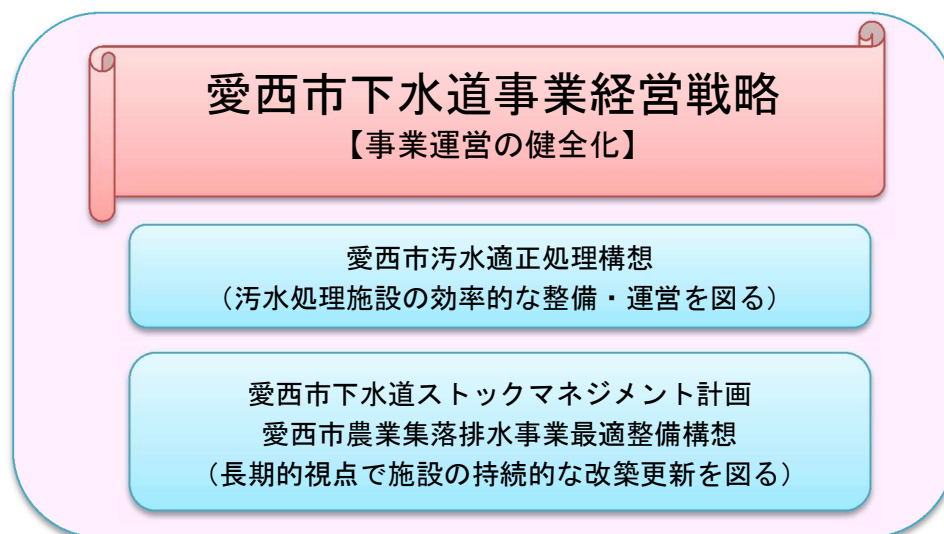 愛西市下水道事業経営戦略
【事業運営の健全化】
愛西市汚水適正処理構想
（汚水処理施設の効率的な整備・運営を図る）
愛西市下水道ストックマネジメント計画
愛西市農業集落排水事業最適整備構想
（長期的視点で施設の持続的な改築更新を図る）